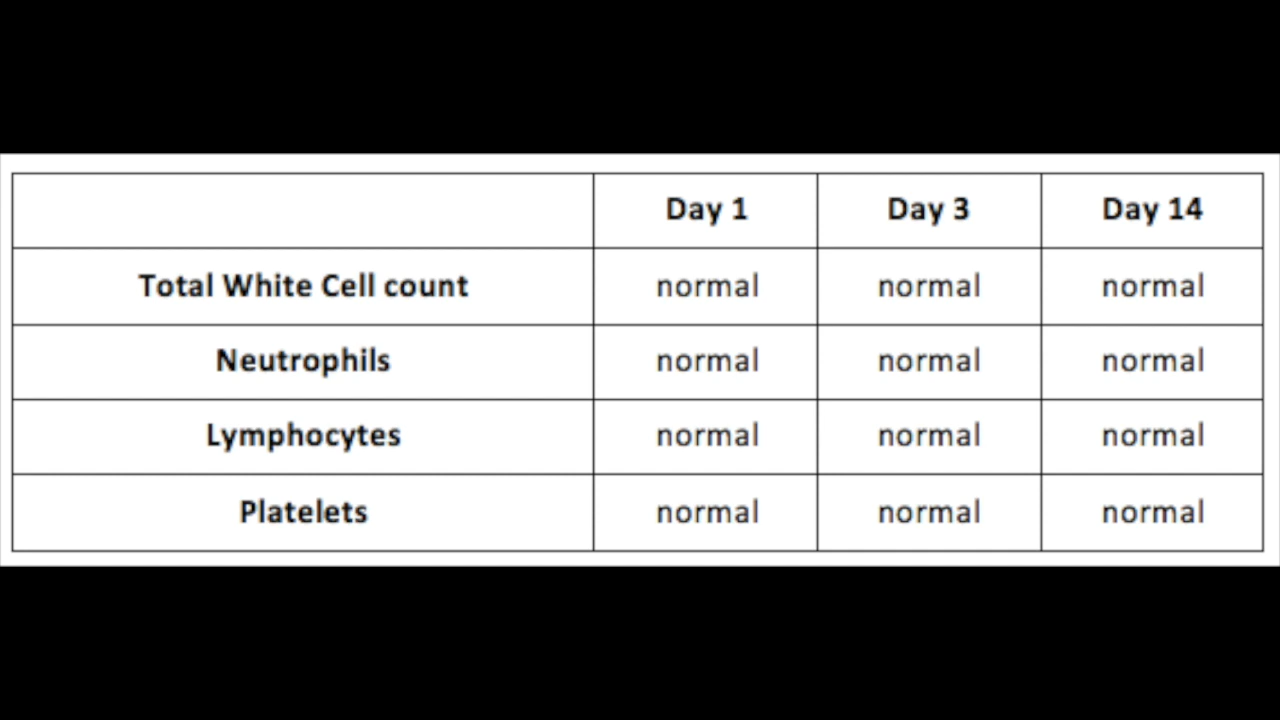 Day 1 Day 3 Day 14
Total White Cell count normal normal normal
Neutrophils normal normal normal
Lymphocytes normal normal normal
Platelets normal normal normal